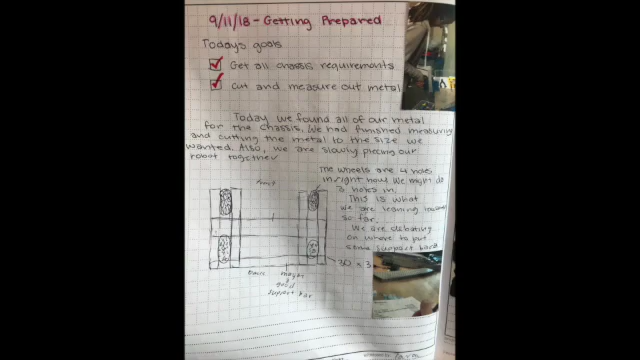 9/11/18 - Getting Prepared
Todays goals
Get all chassis requirements
Cut and measure out metal
Today we found all of our metal
for the chassis. We had finished measuring
and cutting the metal to the size we
wanted. Also, we are slowly piecing our
robot together
The wheels are 4 holes
in right now. We might do
3 holes in.
This is what
we are leaning towards
so far.
We are debating
on where to put
some support bars
front
30 x 3
back
maybe
a
good
support bar